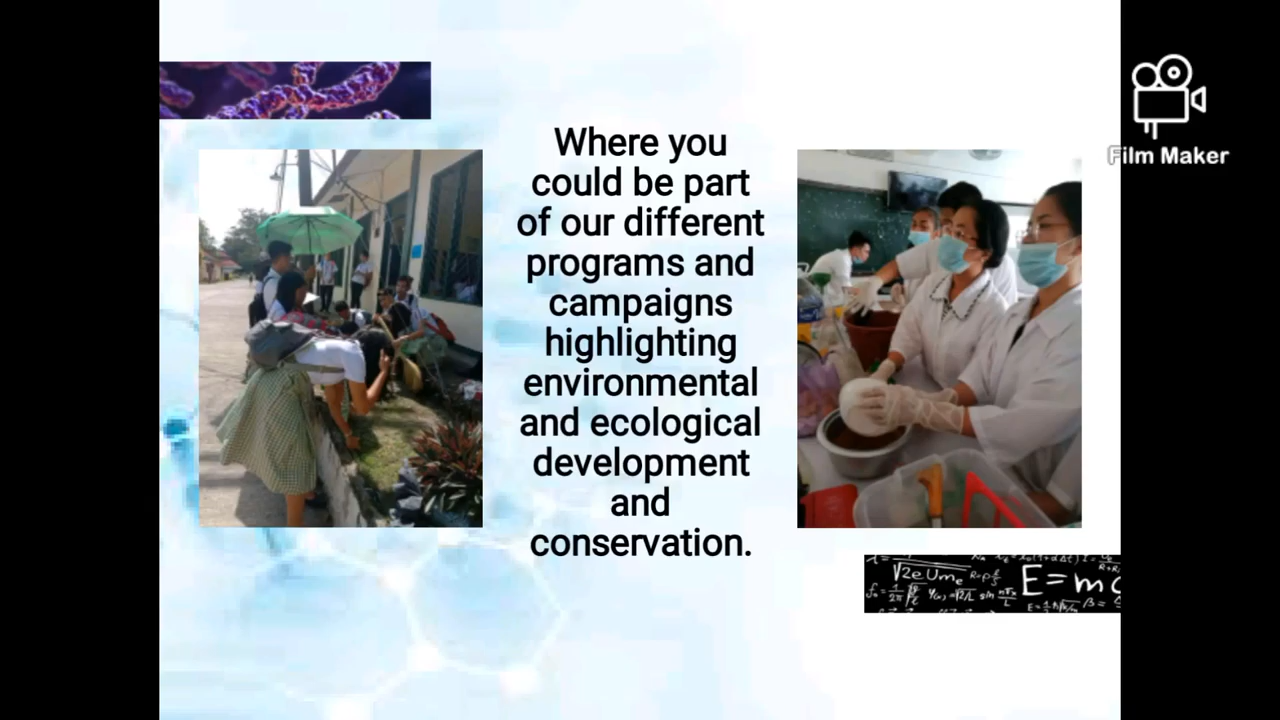 Where you
could be part
of our different
programs and
campaigns
highlighting
environmental
and ecological
development
and
conservation.
Film Maker
E=m